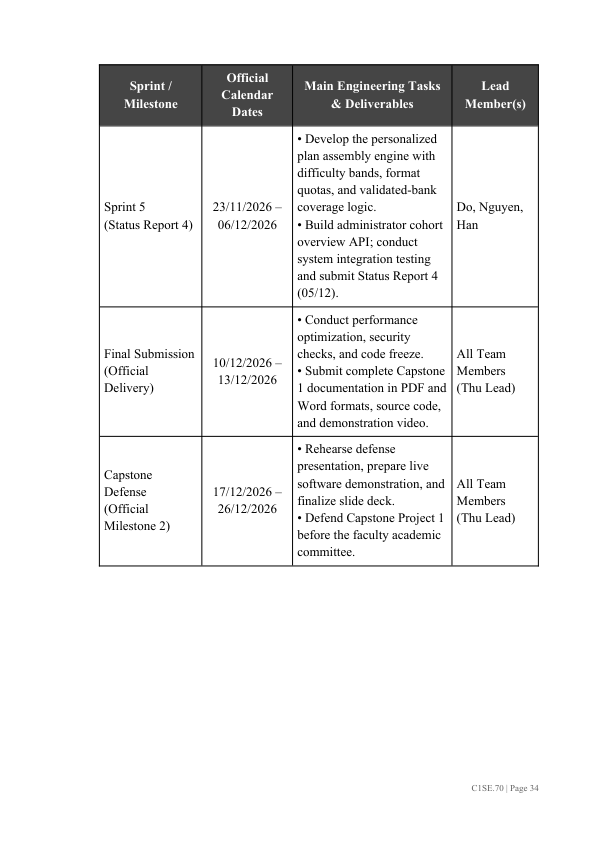 Sprint /
Milestone
Official
Calendar
Dates
Main Engineering Tasks
& Deliverables
Lead
Member(s)
Sprint 5
(Status Report 4)
23/11/2026 –
06/12/2026
• Develop the personalized
plan assembly engine with
difficulty bands, format
quotas, and validated-bank
coverage logic.
• Build administrator cohort
overview API; conduct
system integration testing
and submit Status Report 4
(05/12).
Do, Nguyen,
Han
Final Submission
(Official
Delivery)
10/12/2026 –
13/12/2026
• Conduct performance
optimization, security
checks, and code freeze.
• Submit complete Capstone
1 documentation in PDF and
Word formats, source code,
and demonstration video.
All Team
Members
(Thu Lead)
Capstone
Defense
(Official
Milestone 2)
17/12/2026 –
26/12/2026
• Rehearse defense
presentation, prepare live
software demonstration, and
finalize slide deck.
• Defend Capstone Project 1
before the faculty academic
committee.
All Team
Members
(Thu Lead)
C1SE.70 | Page 34